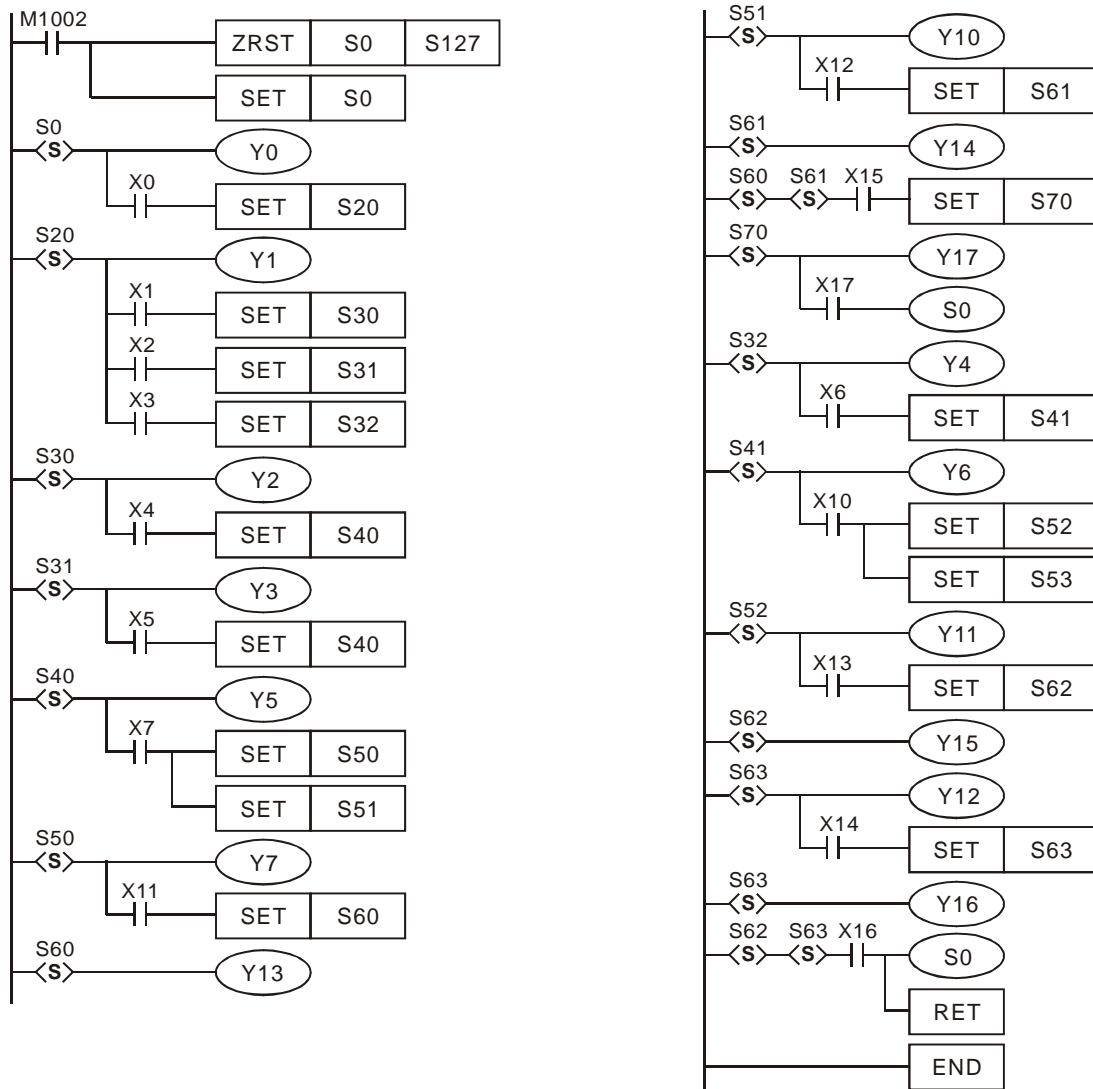 M1002
ZRST S0 S127
SET S0
S0
S Y0
X0
SET S20
S20
S Y1
X1
SET S30
X2
SET S31
X3
SET S32
S30
S Y2
X4
SET S40
S31
S Y3
X5
SET S40
S40
S Y5
X7
SET S50
SET S51
S50
S Y7
X11
SET S60
S60
S Y13
S51
S Y10
X12
SET S61
S61
S Y14
S60 S61 X15
S S SET S70
S70
S Y17
X17
S0
S32
S Y4
X6
SET S41
S41
S Y6
X10
SET S52
SET S53
S52
S Y11
X13
SET S62
S62
S Y15
S63
S Y12
X14
SET S63
S63
S Y16
S62 S63 X16
S S S0
RET
END